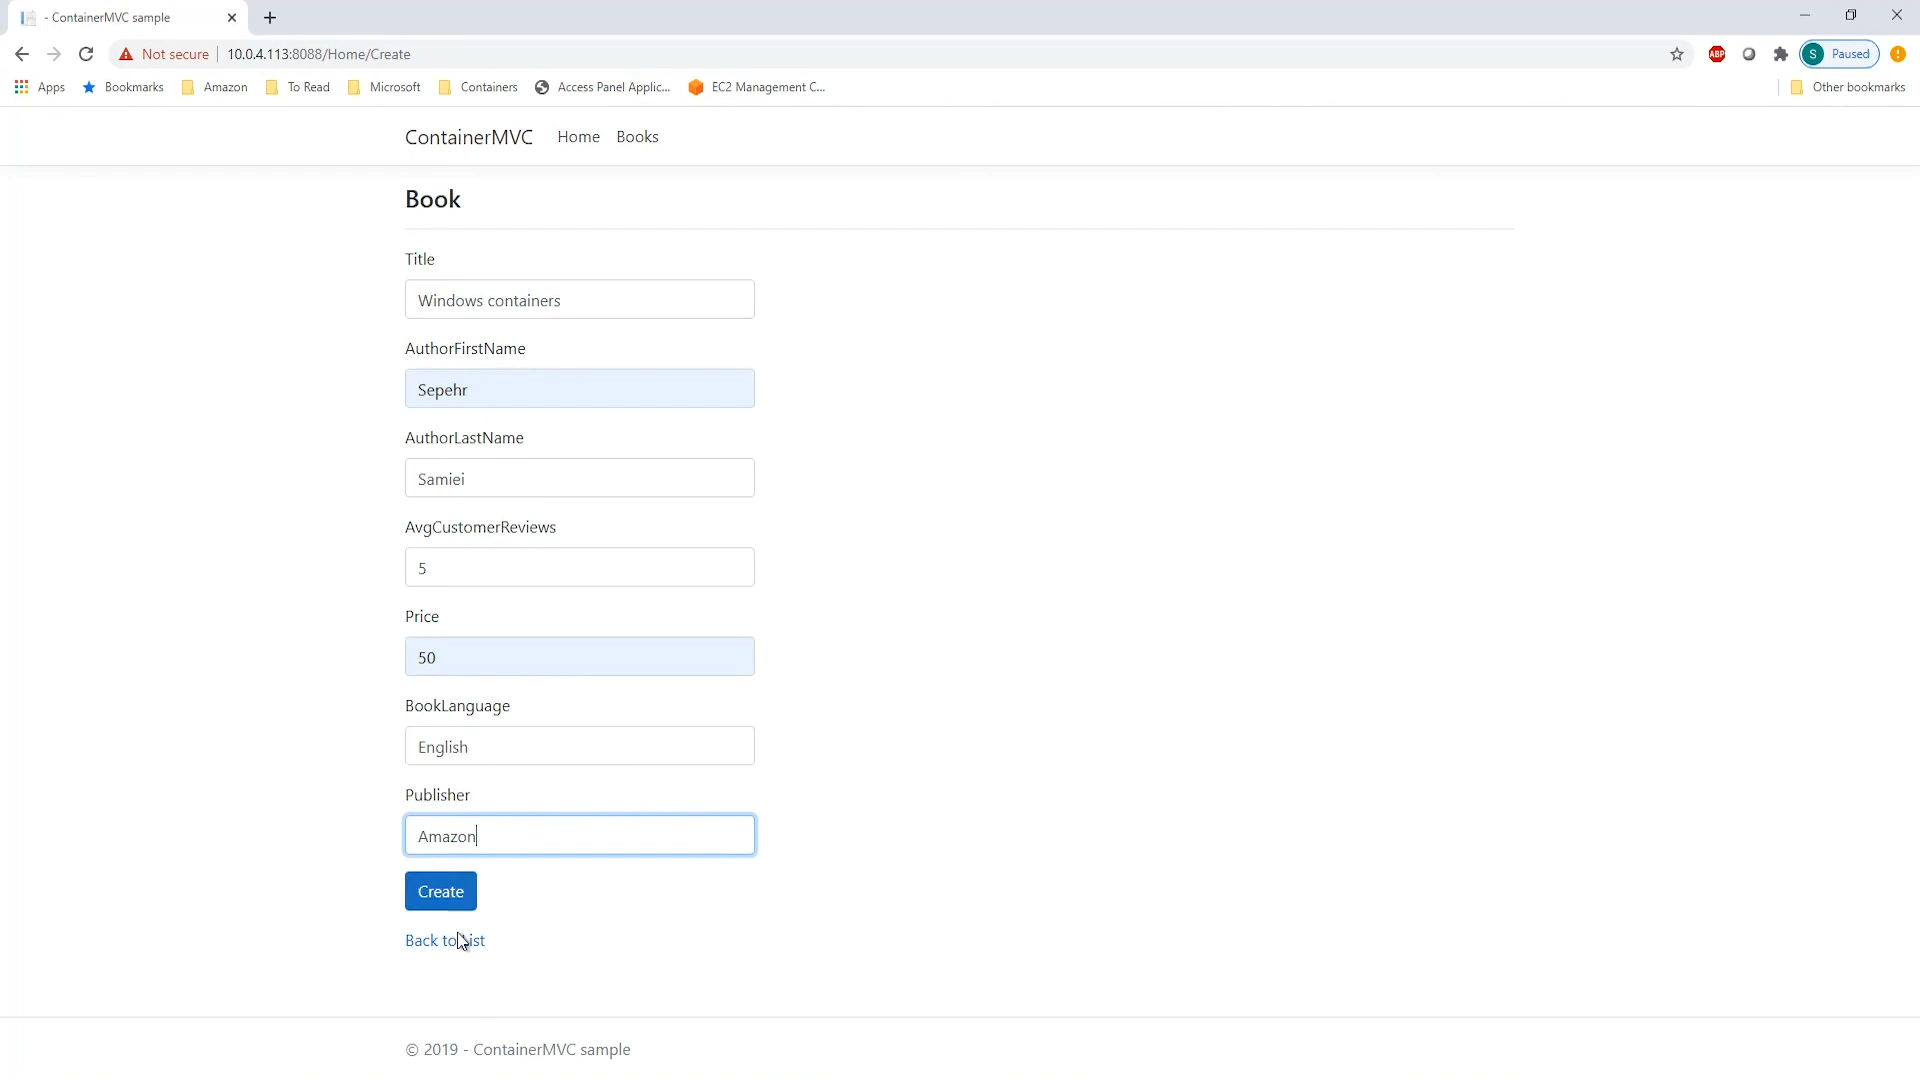 - ContainerMVC sample
Not secure 10.0.4.113:8088/Home/Create ABP S Paused
Apps Bookmarks Amazon To Read Microsoft Containers Access Panel Applic... EC2 Management C... Other bookmarks
ContainerMVC Home Books
Book
Title
Windows containers
AuthorFirstName
Sepehr
AuthorLastName
Samiei
AvgCustomerReviews
5
Price
50
BookLanguage
English
Publisher
Amazon
Create
Back to List
© 2019 - ContainerMVC sample